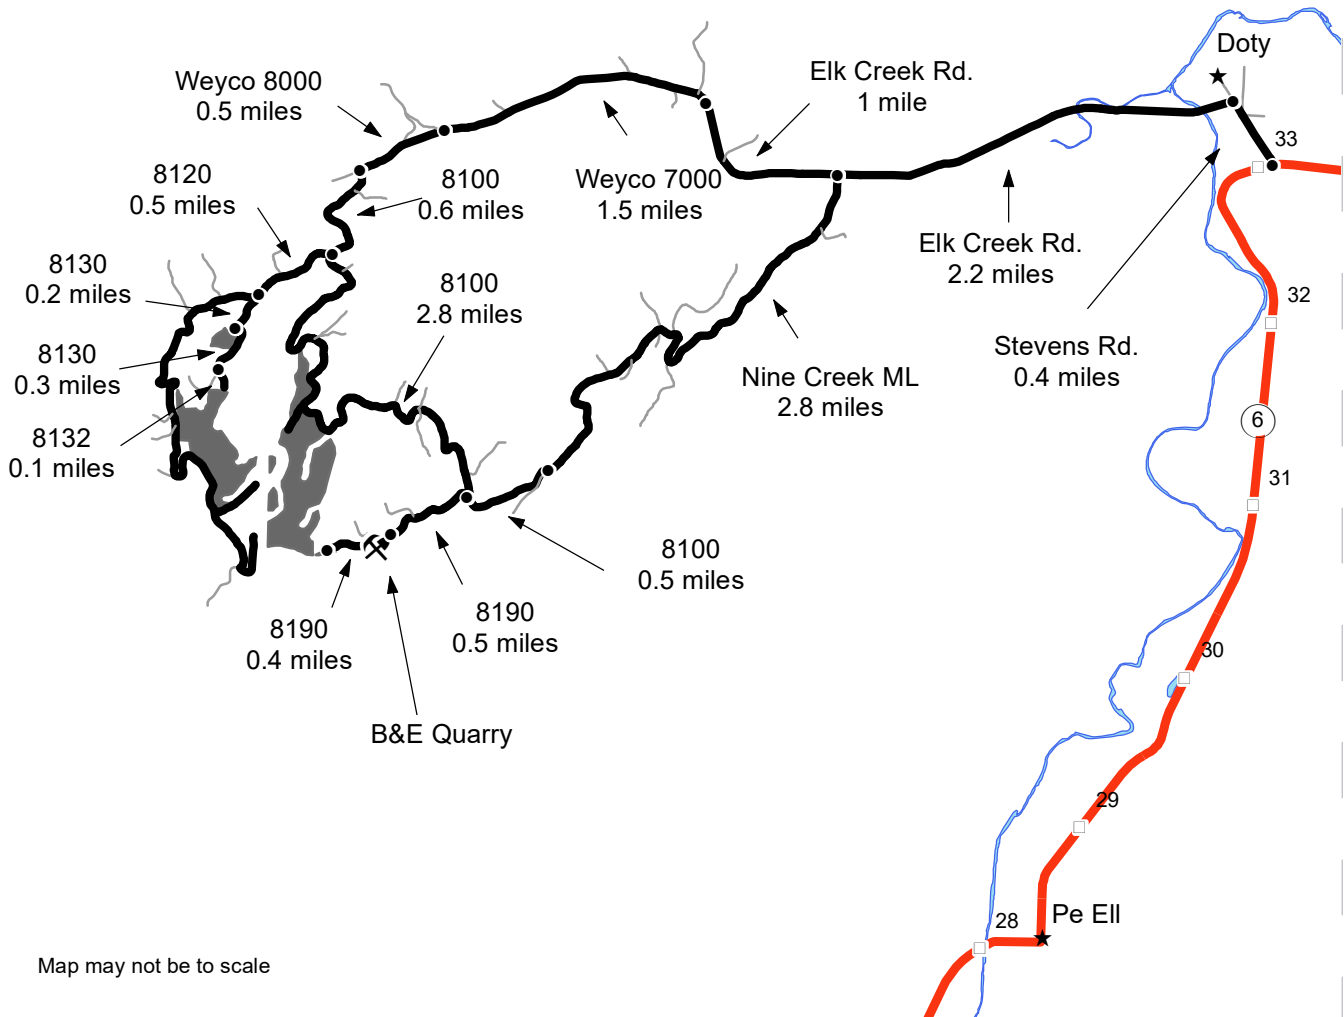 Doty
Weyco 8000
0.5 miles
Elk Creek Rd.
1 mile
33
8120
0.5 miles
8100
0.6 miles
Weyco 7000
1.5 miles
Elk Creek Rd.
2.2 miles
8130
0.2 miles
8100
2.8 miles
32
8130
0.3 miles
Stevens Rd.
0.4 miles
Nine Creek ML
2.8 miles
6
8132
0.1 miles
31
8100
0.5 miles
8190
0.5 miles
8190
0.4 miles
30
B&E Quarry
29
28
Pe Ell
Map may not be to scale